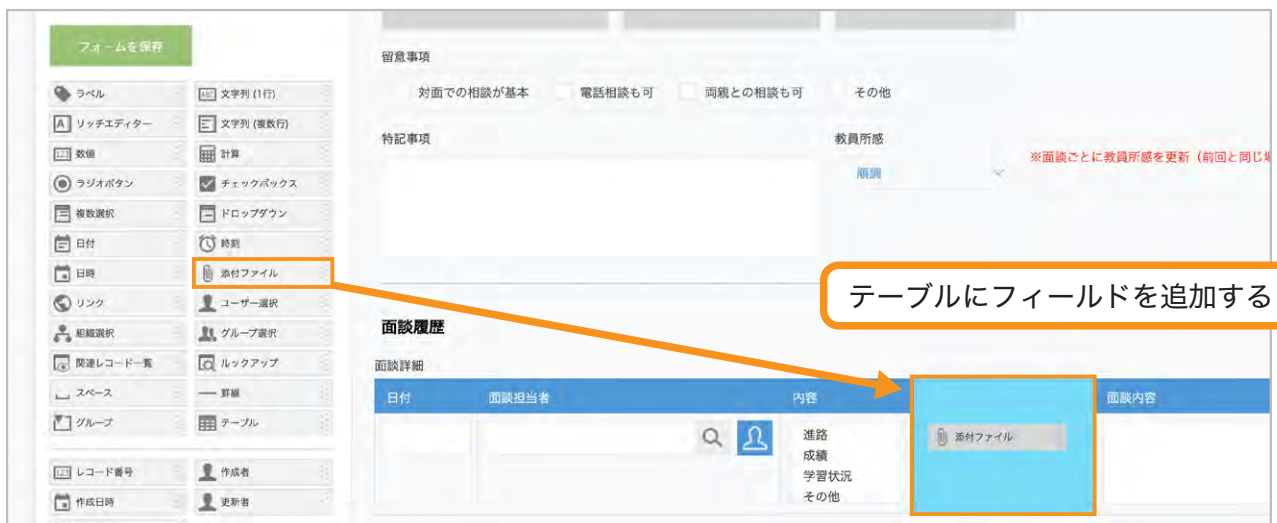 フォームを保存
ラベル
文字列 (1行)
リッチエディター
文字列 (複数行)
数値
計算
ラジオボタン
チェックボックス
複数選択
ドロップダウン
日付
時刻
日時
添付ファイル
リンク
ユーザー選択
組織選択
グループ選択
関連レコード一覧
ルックアップ
スペース
罫線
グループ
テーブル
レコード番号
作成者
作成日時
更新者
留意事項
対面での相談が基本 電話相談も可 両親との相談も可 その他
特記事項
教員所感
順調
※面談ごとに教員所感を更新（前回と同じ
テーブルにフィールドを追加する
面談履歴
面談詳細
日付 面談担当者 内容 面談内容
進路
成績
学習状況
その他
添付ファイル